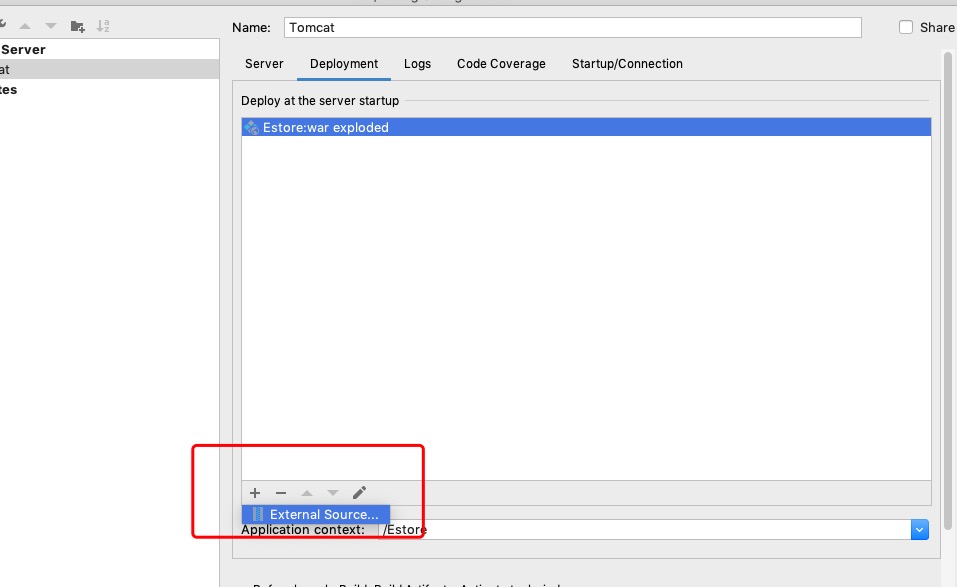 Name: Tomcat Share
Server
at
tes
Server Deployment Logs Code Coverage Startup/Connection
Deploy at the server startup
Estore:war exploded
External Source...
Application context: /Estore